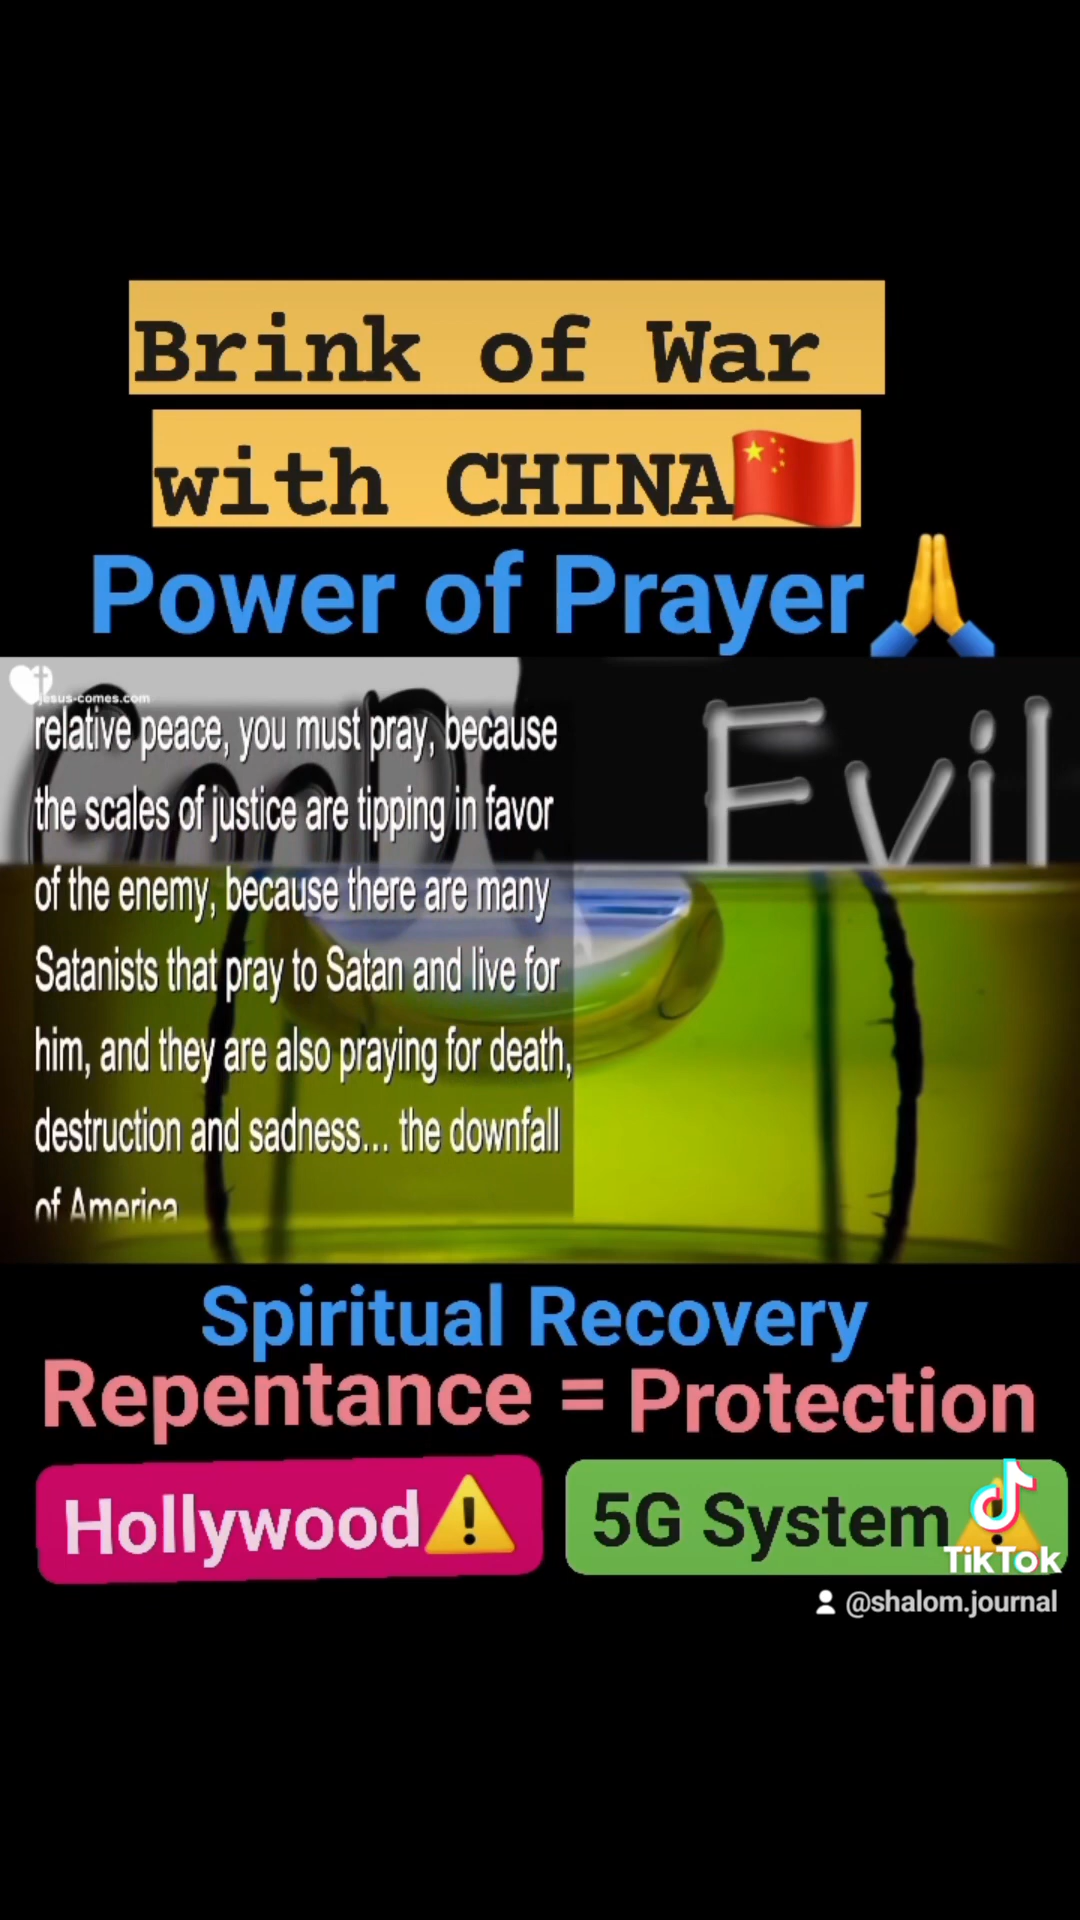 Brink of War
with CHINA
Power of Prayer
jesus-comes.com
relative peace, you must pray, because
the scales of justice are tipping in favor
of the enemy, because there are many
Satanists that pray to Satan and live for
him, and they are also praying for death,
destruction and sadness... the downfall
of America
Good
Evil
Spiritual Recovery
Repentance = Protection
Hollywood
5G System
TikTok
@shalom.journal